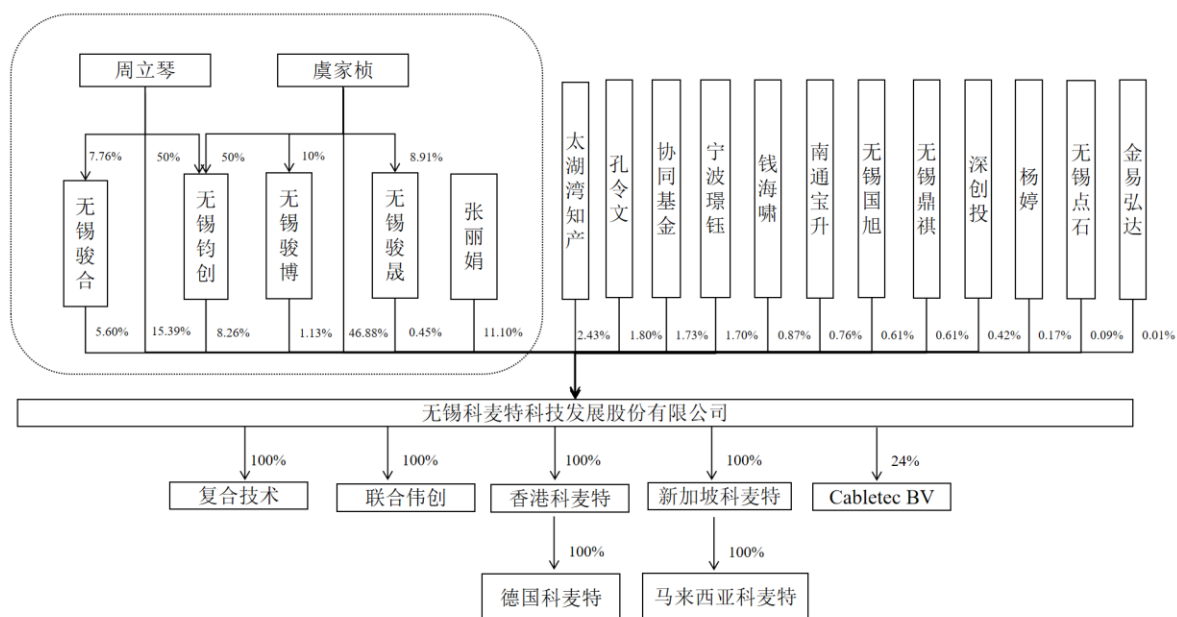 周立琴
虞家桢
7.76%
50%
50%
10%
8.91%
无锡骏合
无锡钧创
无锡骏博
无锡骏晟
张丽娟
太湖湾知产
孔令文
协同基金
宁波璟钰
钱海啸
南通宝升
无锡国旭
无锡鼎祺
深创投
杨婷
无锡点石
金易弘达
5.60%
15.39%
8.26%
1.13%
46.88%
0.45%
11.10%
2.43%
1.80%
1.73%
1.70%
0.87%
0.76%
0.61%
0.61%
0.42%
0.17%
0.09%
0.01%
无锡科麦特科技发展股份有限公司
100%
100%
100%
100%
24%
复合技术
联合伟创
香港科麦特
新加坡科麦特
Cabletec BV
100%
100%
德国科麦特
马来西亚科麦特